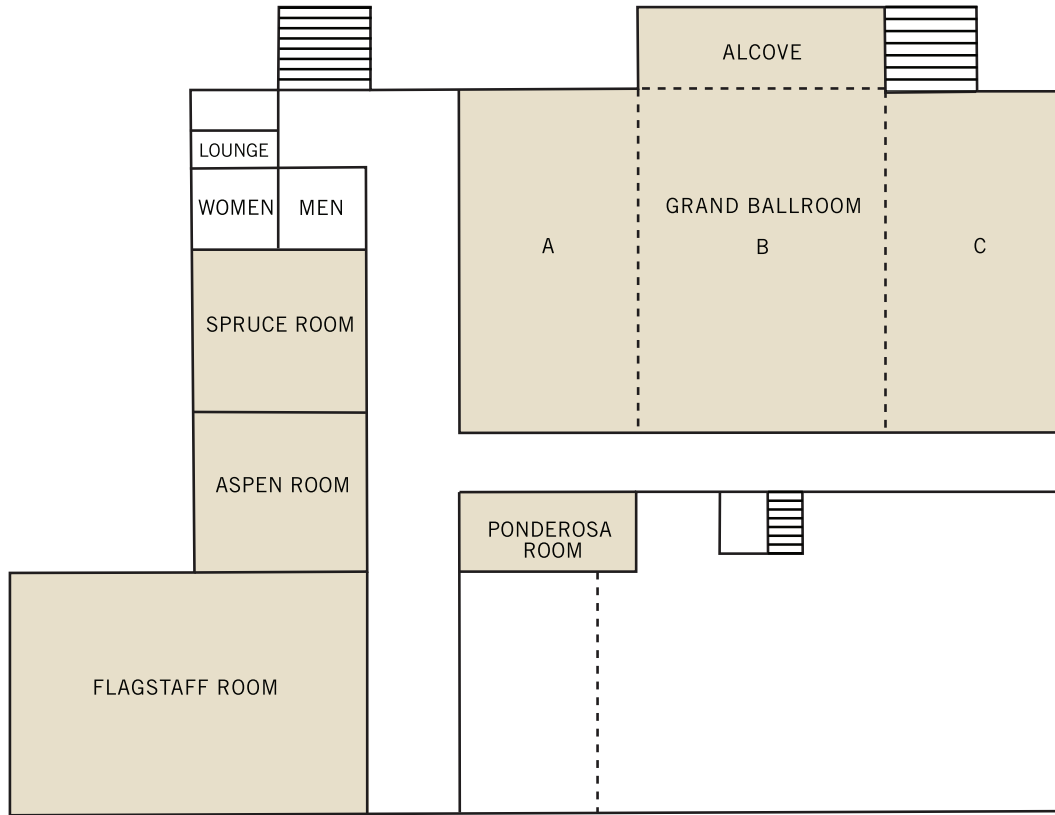 ALCOVE
LOUNGE
WOMEN
MEN
GRAND BALLROOM
A
B
C
SPRUCE ROOM
ASPEN ROOM
PONDEROSA
ROOM
FLAGSTAFF ROOM